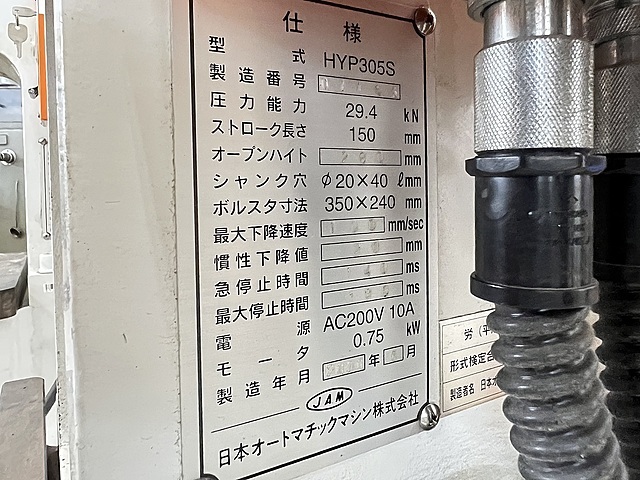 仕様
型式 HYP305S
製造番号
圧力能力 29.4 kN
ストローク長さ 150 mm
オープンハイト mm
シャンク穴 φ20×40ℓmm
ボルスタ寸法 350×240 mm
最大下降速度 mm/sec
慣性下降値 mm
急停止時間 ms
最大停止時間 ms
電源 AC200V 10A
モータ 0.75 kW
製造年月 年 月
JAM
日本オートマチックマシン株式会社
労(平
形式検定合
製造者名 日本